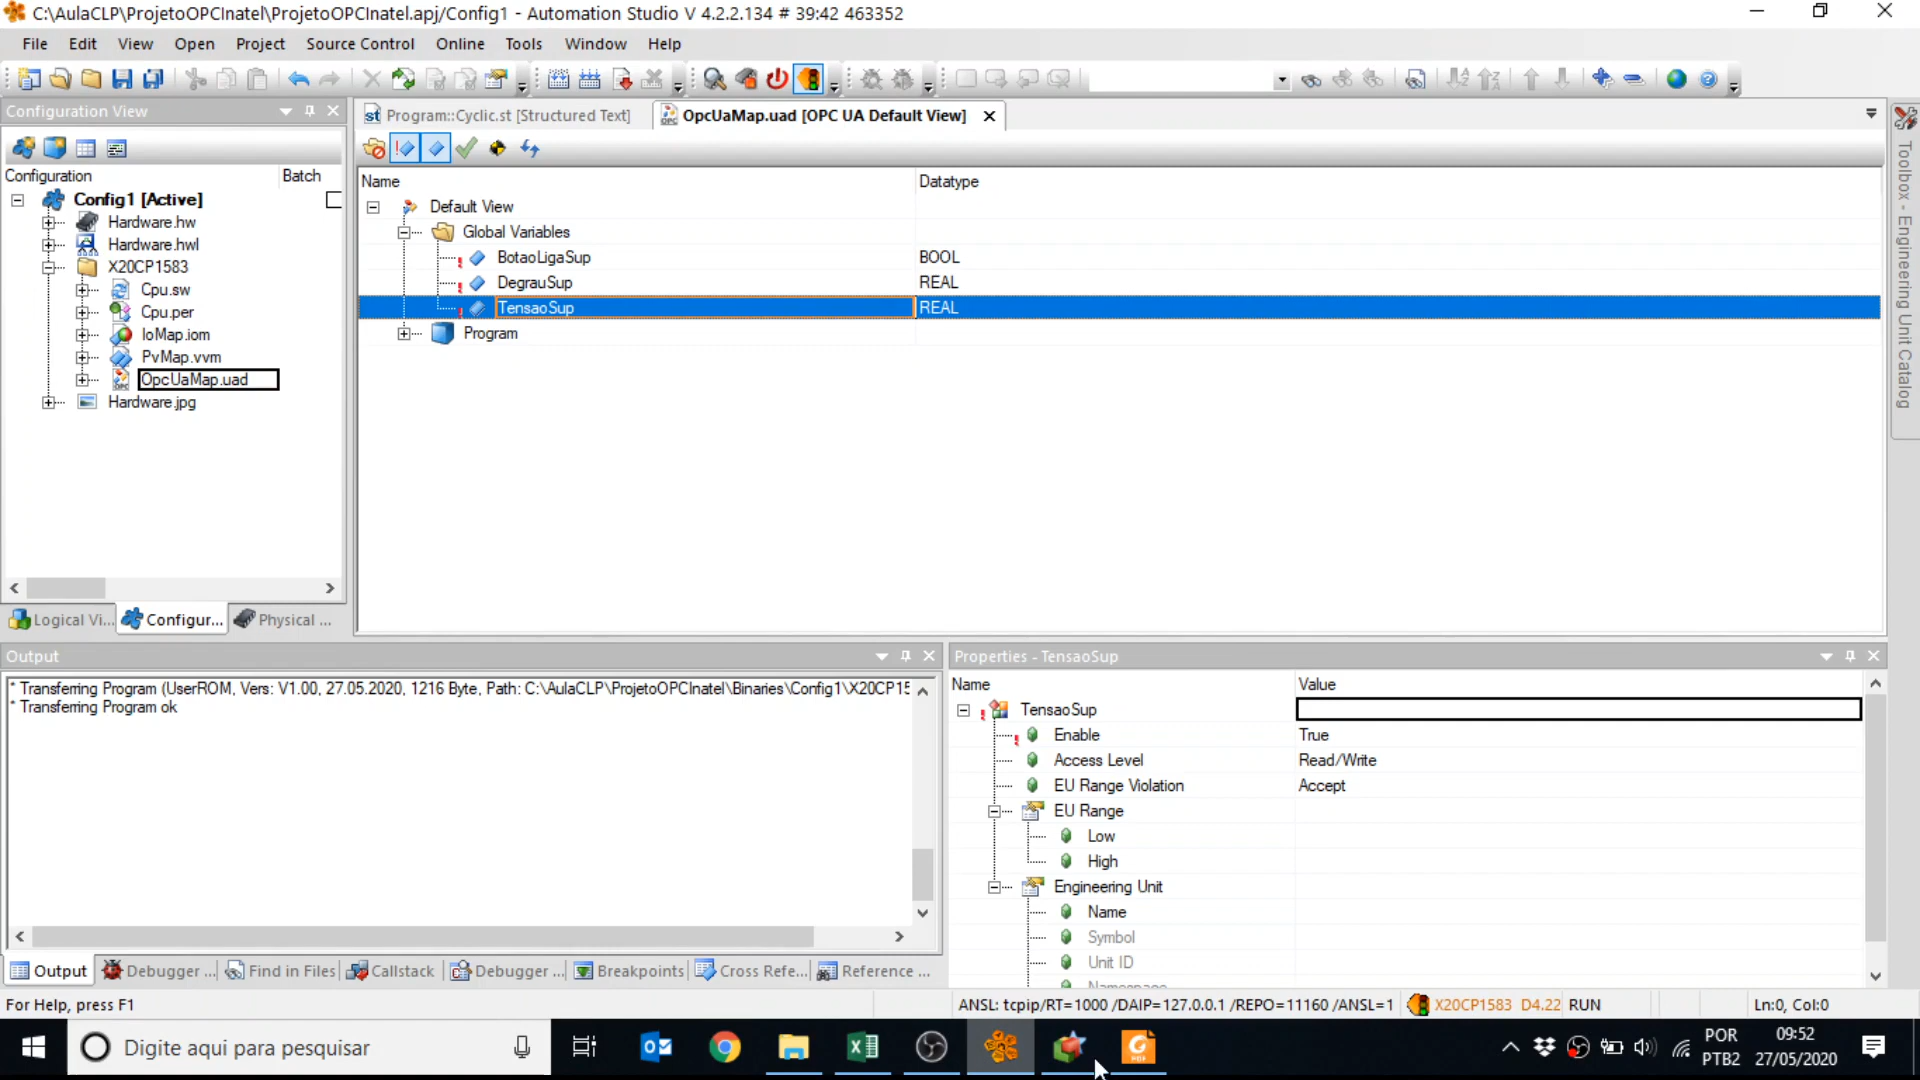 C:\AulaCLP\ProjetoOPCInatel\ProjetoOPCInatel.apj/Config1 - Automation Studio V 4.2.2.134 # 39:42 463352
File Edit View Open Project Source Control Online Tools Window Help
Configuration View
Program::Cyclic.st [Structured Text]
OpcUaMap.uad [OPC UA Default View]
Configuration Batch
Config1 [Active]
Hardware.hw
Hardware.hwl
X20CP1583
Cpu.sw
Cpu.per
IoMap.iom
PvMap.vvm
OpcUaMap.uad
Hardware.jpg
Logical Vi... Configur... Physical ...
Name Datatype
Default View
Global Variables
BotaoLigaSup BOOL
DegrauSup REAL
TensaoSup REAL
Program
Toolbox - Engineering Unit Catalog
Output
* Transferring Program (UserROM, Vers: V1.00, 27.05.2020, 1216 Byte, Path: C:\AulaCLP\ProjetoOPCInatel\Binaries\Config1\X20CP15
* Transferring Program ok
Output Debugger ... Find in Files Callstack Debugger ... Breakpoints Cross Refe... Reference ...
Properties - TensaoSup
Name Value
TensaoSup
Enable True
Access Level Read/Write
EU Range Violation Accept
EU Range
Low
High
Engineering Unit
Name
Symbol
Unit ID
Namespace
For Help, press F1
ANSL: tcpip/RT=1000 /DAIP=127.0.0.1 /REPO=11160 /ANSL=1 X20CP1583 D4.22 RUN Ln:0, Col:0
Digite aqui para pesquisar
POR
PTB2
09:52
27/05/2020